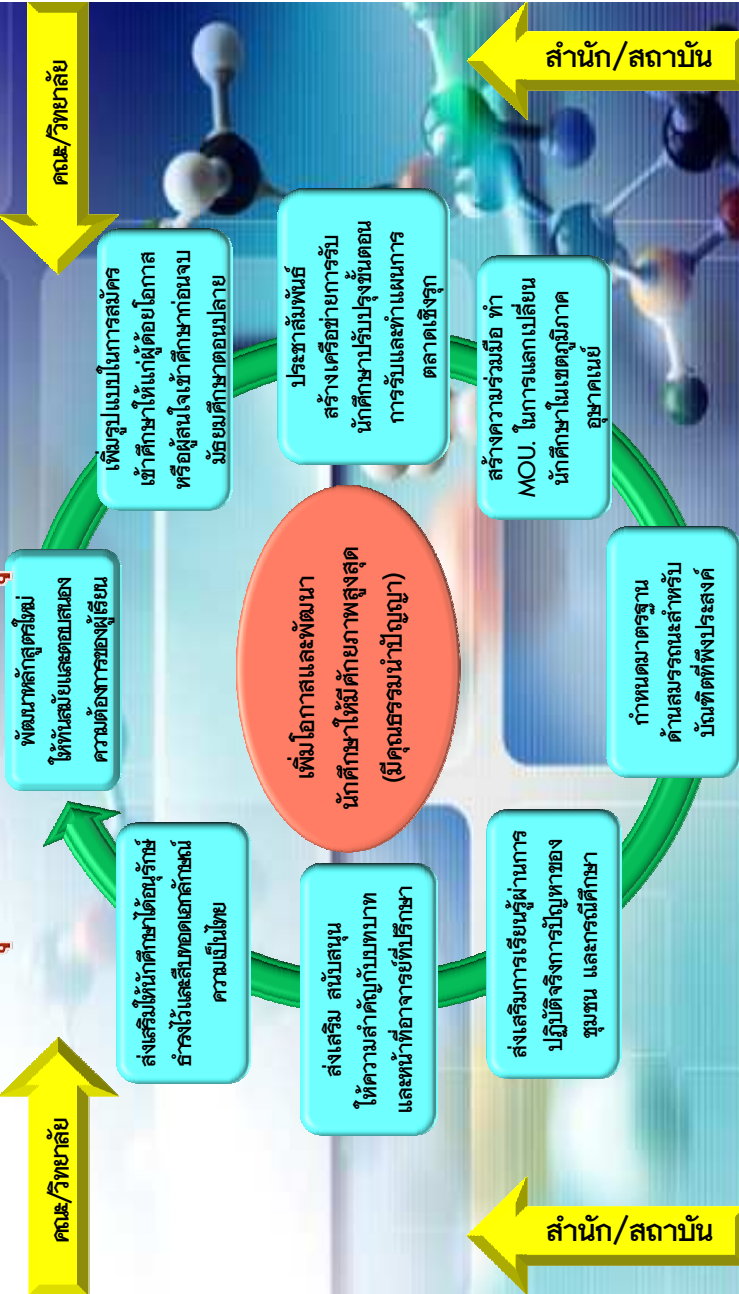 คณะ/วิทยาลัย
คณะ/วิทยาลัย
พัฒนาหลักสูตรใหม่
ให้ทันสมัยและตอบสนอง
ความต้องการของผู้เรียน
เพิ่มรูปแบบในการสมัคร
เข้าศึกษาให้แก่ผู้ด้อยโอกาส
หรือผู้สนใจเข้าศึกษาก่อนจบ
มัธยมศึกษาตอนปลาย
ประชาสัมพันธ์
สร้างเครือข่ายการรับ
นักศึกษาปรับปรุงขั้นตอน
การรับและทำแผนการ
ตลาดเชิงรุก
สร้างความร่วมมือ ทำ
MOU. ในการแลกเปลี่ยน
นักศึกษาในเขตภูมิภาค
อุษาคเนย์
กำหนดมาตรฐาน
ด้านสมรรถนะสำหรับ
บัณฑิตที่พึงประสงค์
ส่งเสริมการเรียนรู้ผ่านการ
ปฏิบัติจริงการปัญหาของ
ชุมชน และกรณีศึกษา
ส่งเสริม สนับสนุน
ให้ความสำคัญกับบทบาท
และหน้าที่อาจารย์ที่ปรึกษา
ส่งเสริมให้นักศึกษาได้อนุรักษ์
ธำรงไว้และสืบทอดเอกลักษณ์
ความเป็นไทย
เพิ่มโอกาสและพัฒนา
นักศึกษาให้มีศักยภาพสูงสุด
(มีคุณธรรมนำปัญญา)
สำนัก/สถาบัน
สำนัก/สถาบัน